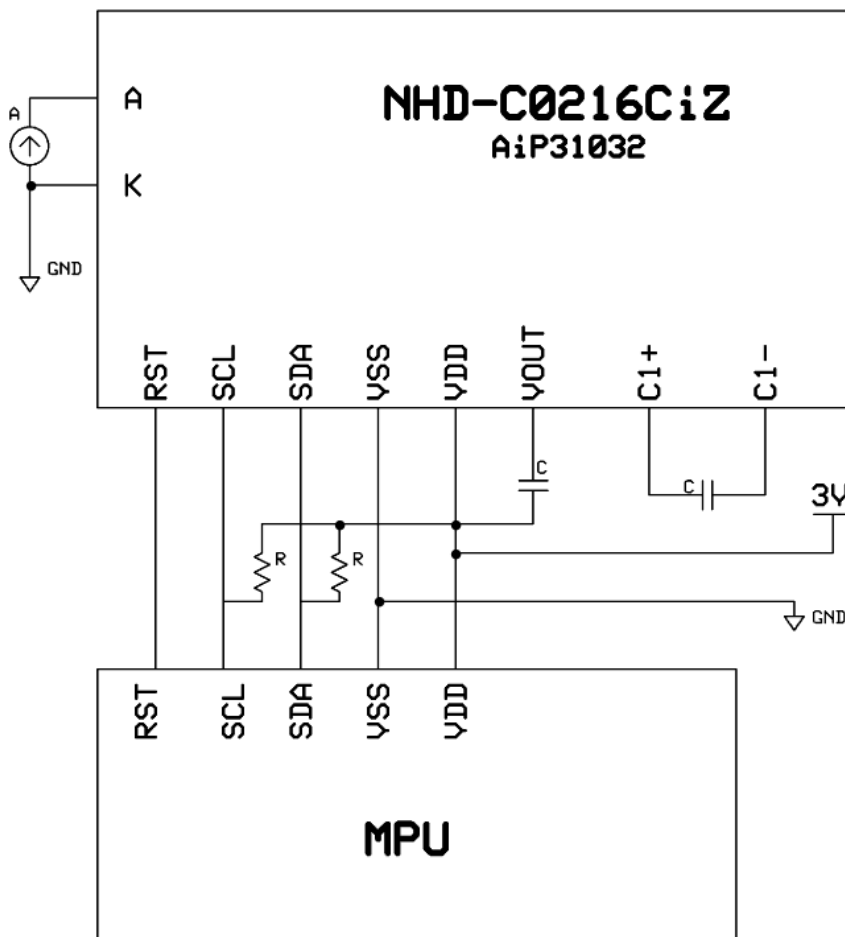 NHD-C0216CiZ
AiP31032
A
A
K
GND
RST
SCL
SDA
VSS
VDD
VOUT
C1+
C1-
C
C
3V
R
R
GND
RST
SCL
SDA
VSS
VDD
MPU